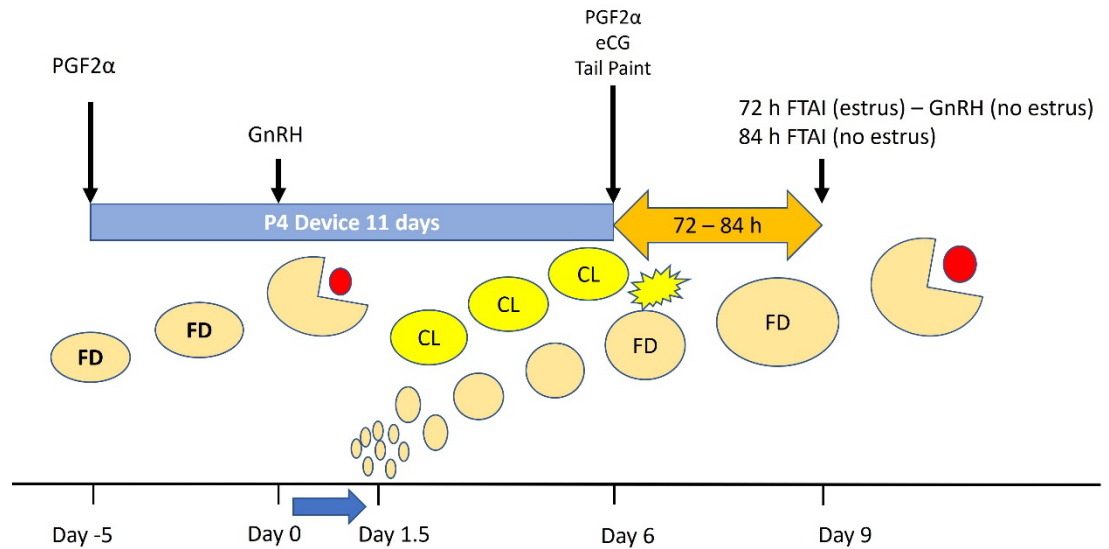 PGF2α
eCG
Tail Paint
PGF2α
GnRH
72 h FTAI (estrus) – GnRH (no estrus)
84 h FTAI (no estrus)
P4 Device 11 days
72 – 84 h
CL
CL
CL
FD
FD
FD
FD
Day -5
Day 0
Day 1.5
Day 6
Day 9